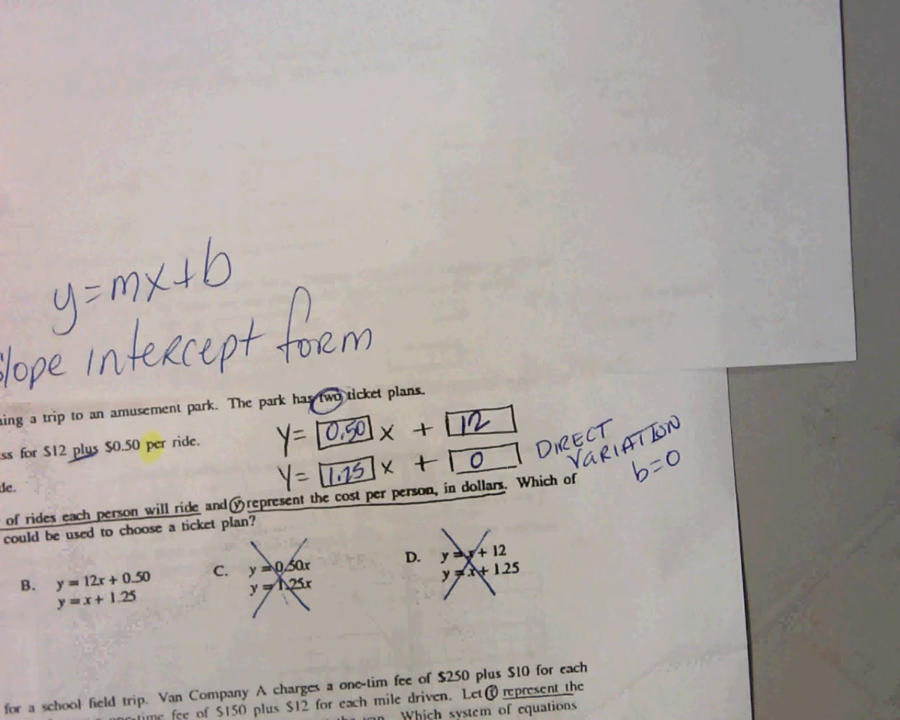 y=mx+b
slope intercept form
ing a trip to an amusement park. The park has two ticket plans.
ss for $12 plus $0.50 per ride.
y= 0.50 x + 12
de.
y= 1.25 x + 0
DIRECT
VARIATION
b=0
of rides each person will ride and y represent the cost per person, in dollars. Which of
could be used to choose a ticket plan?
B. y = 12x + 0.50
y = x + 1.25
C. y = 0.50x
y = 1.25x
D. y = x + 12
y = x + 1.25
for a school field trip. Van Company A charges a one-tim fee of $250 plus $10 for each
one-time fee of $150 plus $12 for each mile driven. Let y represent the
Which system of equations